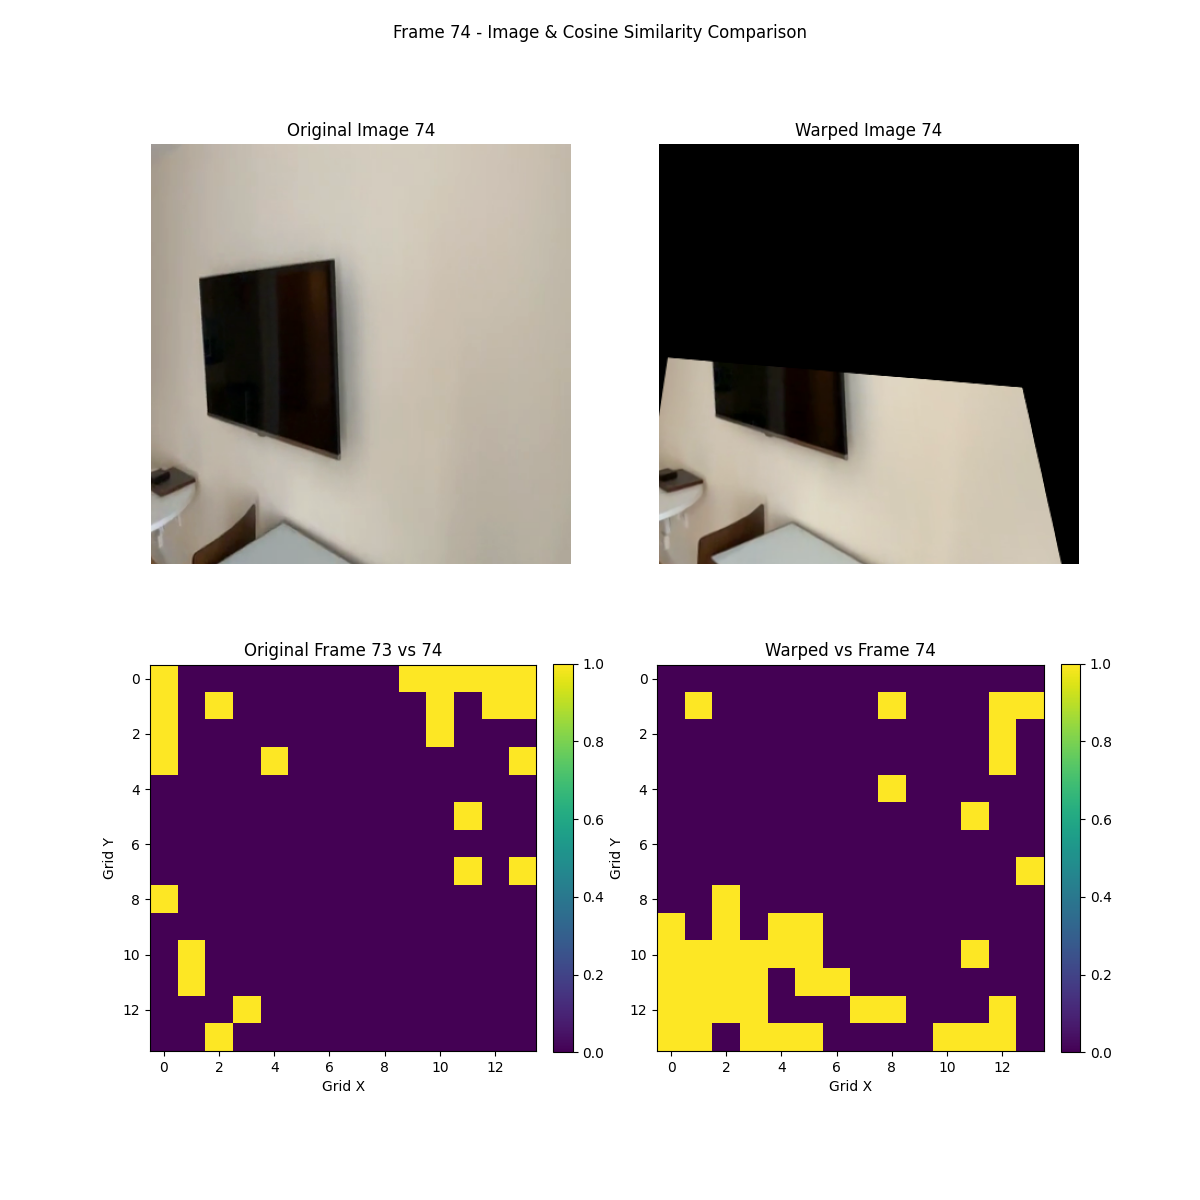 Frame 74 - Image & Cosine Similarity Comparison
Original Image 74
Warped Image 74
Original Frame 73 vs 74
Warped vs Frame 74
0
2
4
6
8
10
12
Grid Y
0 2 4 6 8 10 12
Grid X
1.0
0.8
0.6
0.4
0.2
0.0
0
2
4
6
8
10
12
Grid Y
0 2 4 6 8 10 12
Grid X
1.0
0.8
0.6
0.4
0.2
0.0